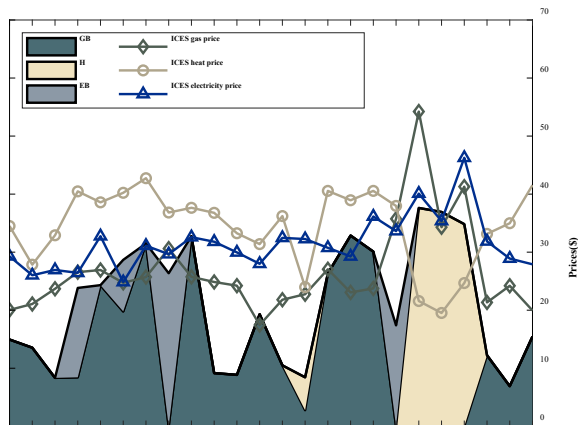 70
GB
ICES gas price
H
ICES heat price
EB
ICES electricity price
60
50
40
30
20
10
0
Prices($)